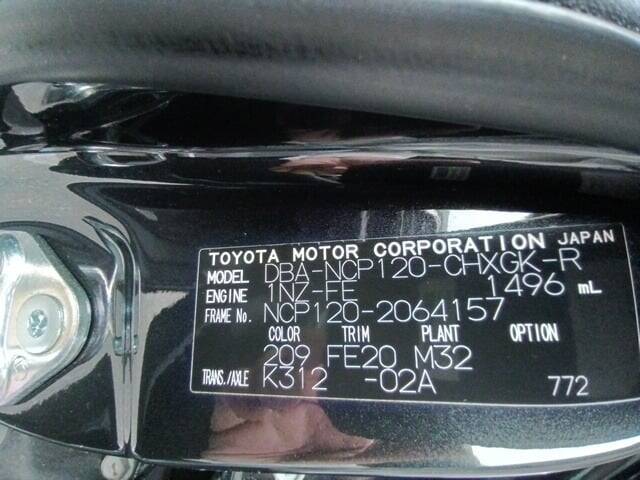 TOYOTA MOTOR CORPORATION JAPAN
MODEL DBA-NCP120-CHXGK-R
ENGINE 1NZ-FE 1496 mL
FRAME No. NCP120-2064157
COLOR TRIM PLANT OPTION
209 FE20 M32
TRANS./AXLE K312 -02A 772